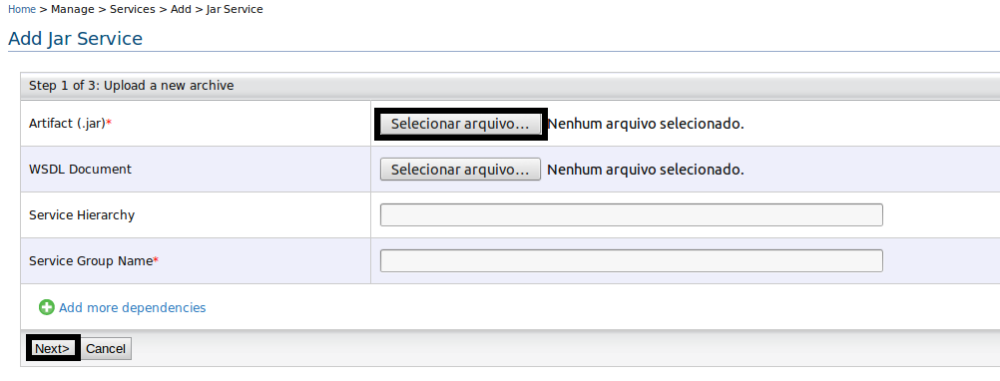 Home > Manage > Services > Add > Jar Service
Add Jar Service
Step 1 of 3: Upload a new archive
Artifact (.jar)* Selecionar arquivo... Nenhum arquivo selecionado.
WSDL Document Selecionar arquivo... Nenhum arquivo selecionado.
Service Hierarchy
Service Group Name*
Add more dependencies
Next> Cancel